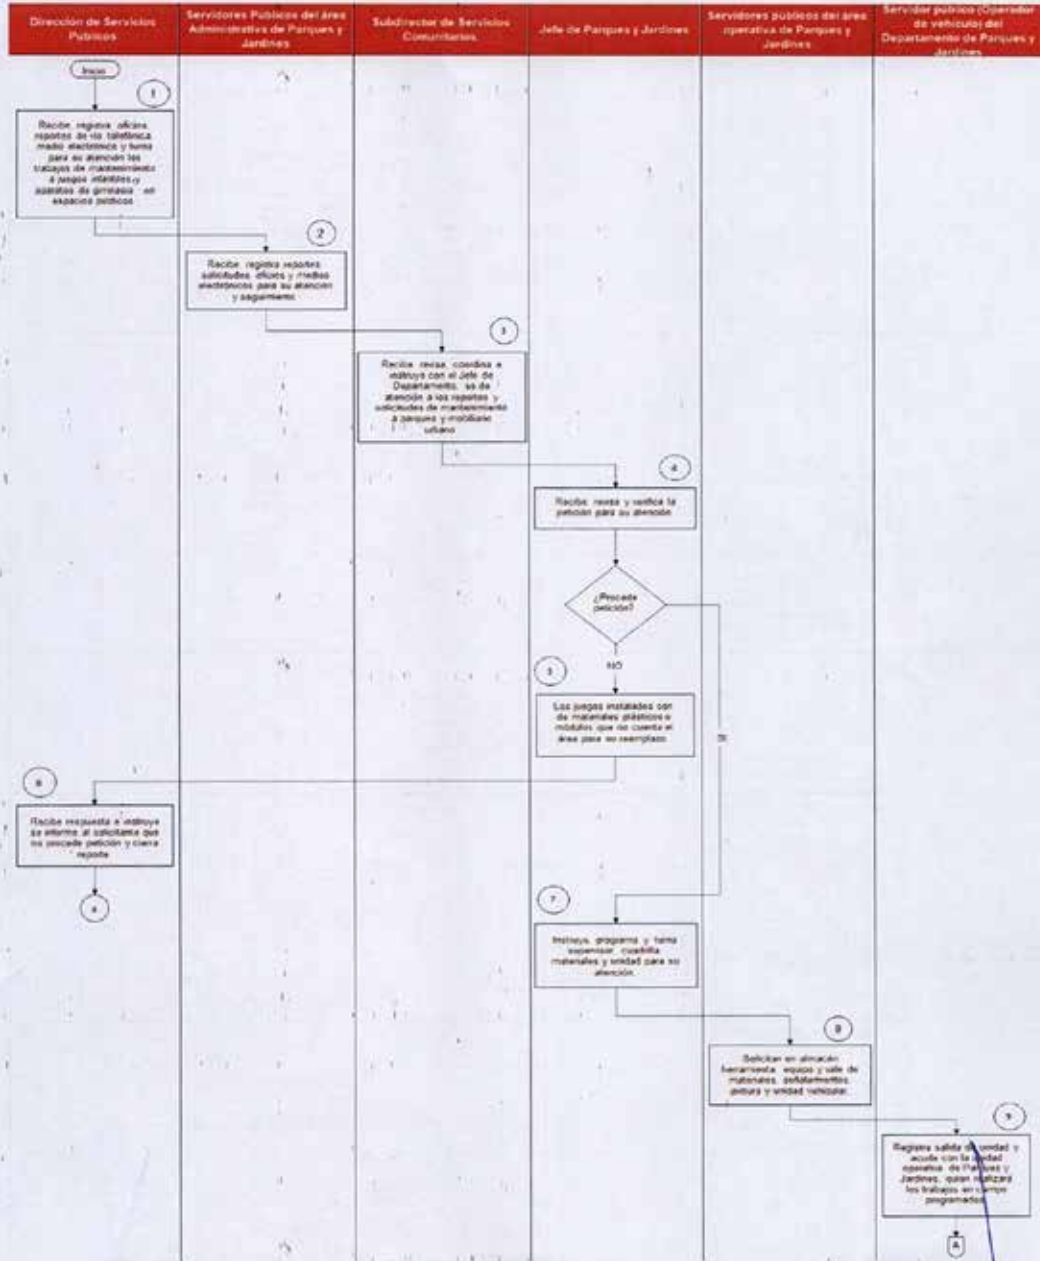 Dirección de Servicios
Públicos
Servidores Públicos del área
Administrativa de Parques y
Jardines
Subdirector de Servicios
Comunitarios
Jefe de Parques y Jardines
Servidores públicos del área
operativa de Parques y
Jardines
Servidor público (Operador
de vehículo) del
Departamento de Parques y
Jardines
Inicio
1
Recibe, registra oficios,
reportes de vía telefónica,
medio electrónico y turna
para su atención los
trabajos de mantenimiento
a juegos infantiles y
aparatos de gimnasia en
espacios públicos
2
Recibe, registra reportes
solicitudes, oficios y medios
electrónicos para su atención
y seguimiento
3
Recibe, revisa, coordina e
instruye con el Jefe de
Departamento, se de
atención a los reportes y
solicitudes de mantenimiento
a parques y mobiliario
urbano
4
Recibe, revisa y verifica la
petición para su atención
¿Procede
petición?
NO
SI
5
Los juegos instalados son
de materiales plásticos o
módulos que no cuenta el
área para su reemplazo
6
Recibe respuesta e instruye
se informe al solicitante que
no procede petición y cierra
reporte
7
Instruye, programa y turna
supervisor, cuadrilla
materiales y unidad para su
atención
8
Solicitan en almacén
herramienta, equipo y vale de
materiales, señalamientos,
pintura y unidad vehicular
9
Registra salida de unidad y
acude con la unidad
operativa de Parques y
Jardines, quien realizará
los trabajos en campo
programados
A